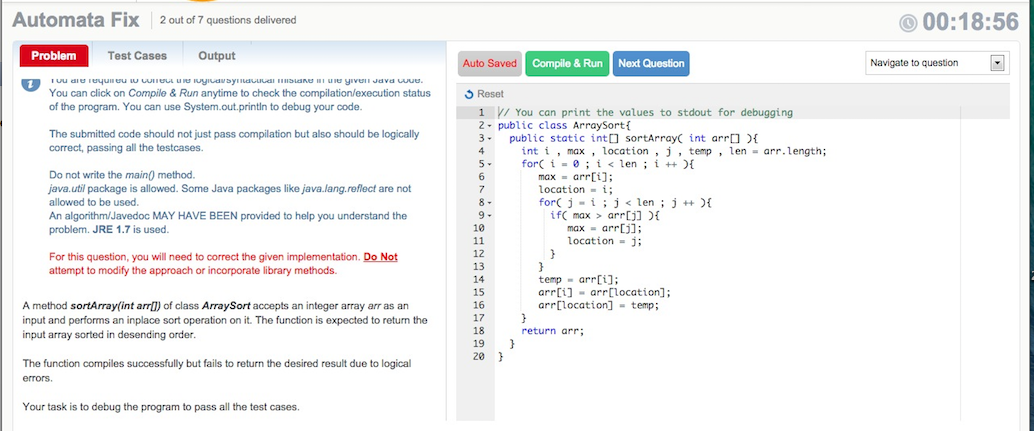 Automata Fix 2 out of 7 questions delivered 00:18:56
Problem Test Cases Output
Auto Saved Compile & Run Next Question Navigate to question
i You are required to correct the logical/syntactical mistake in the given Java code.
You can click on Compile & Run anytime to check the compilation/execution status
of the program. You can use System.out.println to debug your code.
The submitted code should not just pass compilation but also should be logically
correct, passing all the testcases.
Do not write the main() method.
java.util package is allowed. Some Java packages like java.lang.reflect are not
allowed to be used.
An algorithm/Javedoc MAY HAVE BEEN provided to help you understand the
problem. JRE 1.7 is used.
For this question, you will need to correct the given implementation. Do Not
attempt to modify the approach or incorporate library methods.
A method sortArray(int arr[]) of class ArraySort accepts an integer array arr as an
input and performs an inplace sort operation on it. The function is expected to return the
input array sorted in desending order.
The function compiles successfully but fails to return the desired result due to logical
errors.
Your task is to debug the program to pass all the test cases.
Reset
1 // You can print the values to stdout for debugging
2 public class ArraySort{
3 public static int[] sortArray( int arr[] ){
4 int i , max , location , j , temp , len = arr.length;
5 for( i = 0 ; i < len ; i ++ ){
6 max = arr[i];
7 location = i;
8 for( j = i ; j < len ; j ++ ){
9 if( max > arr[j] ){
10 max = arr[j];
11 location = j;
12 }
13 }
14 temp = arr[i];
15 arr[i] = arr[location];
16 arr[location] = temp;
17 }
18 return arr;
19 }
20 }